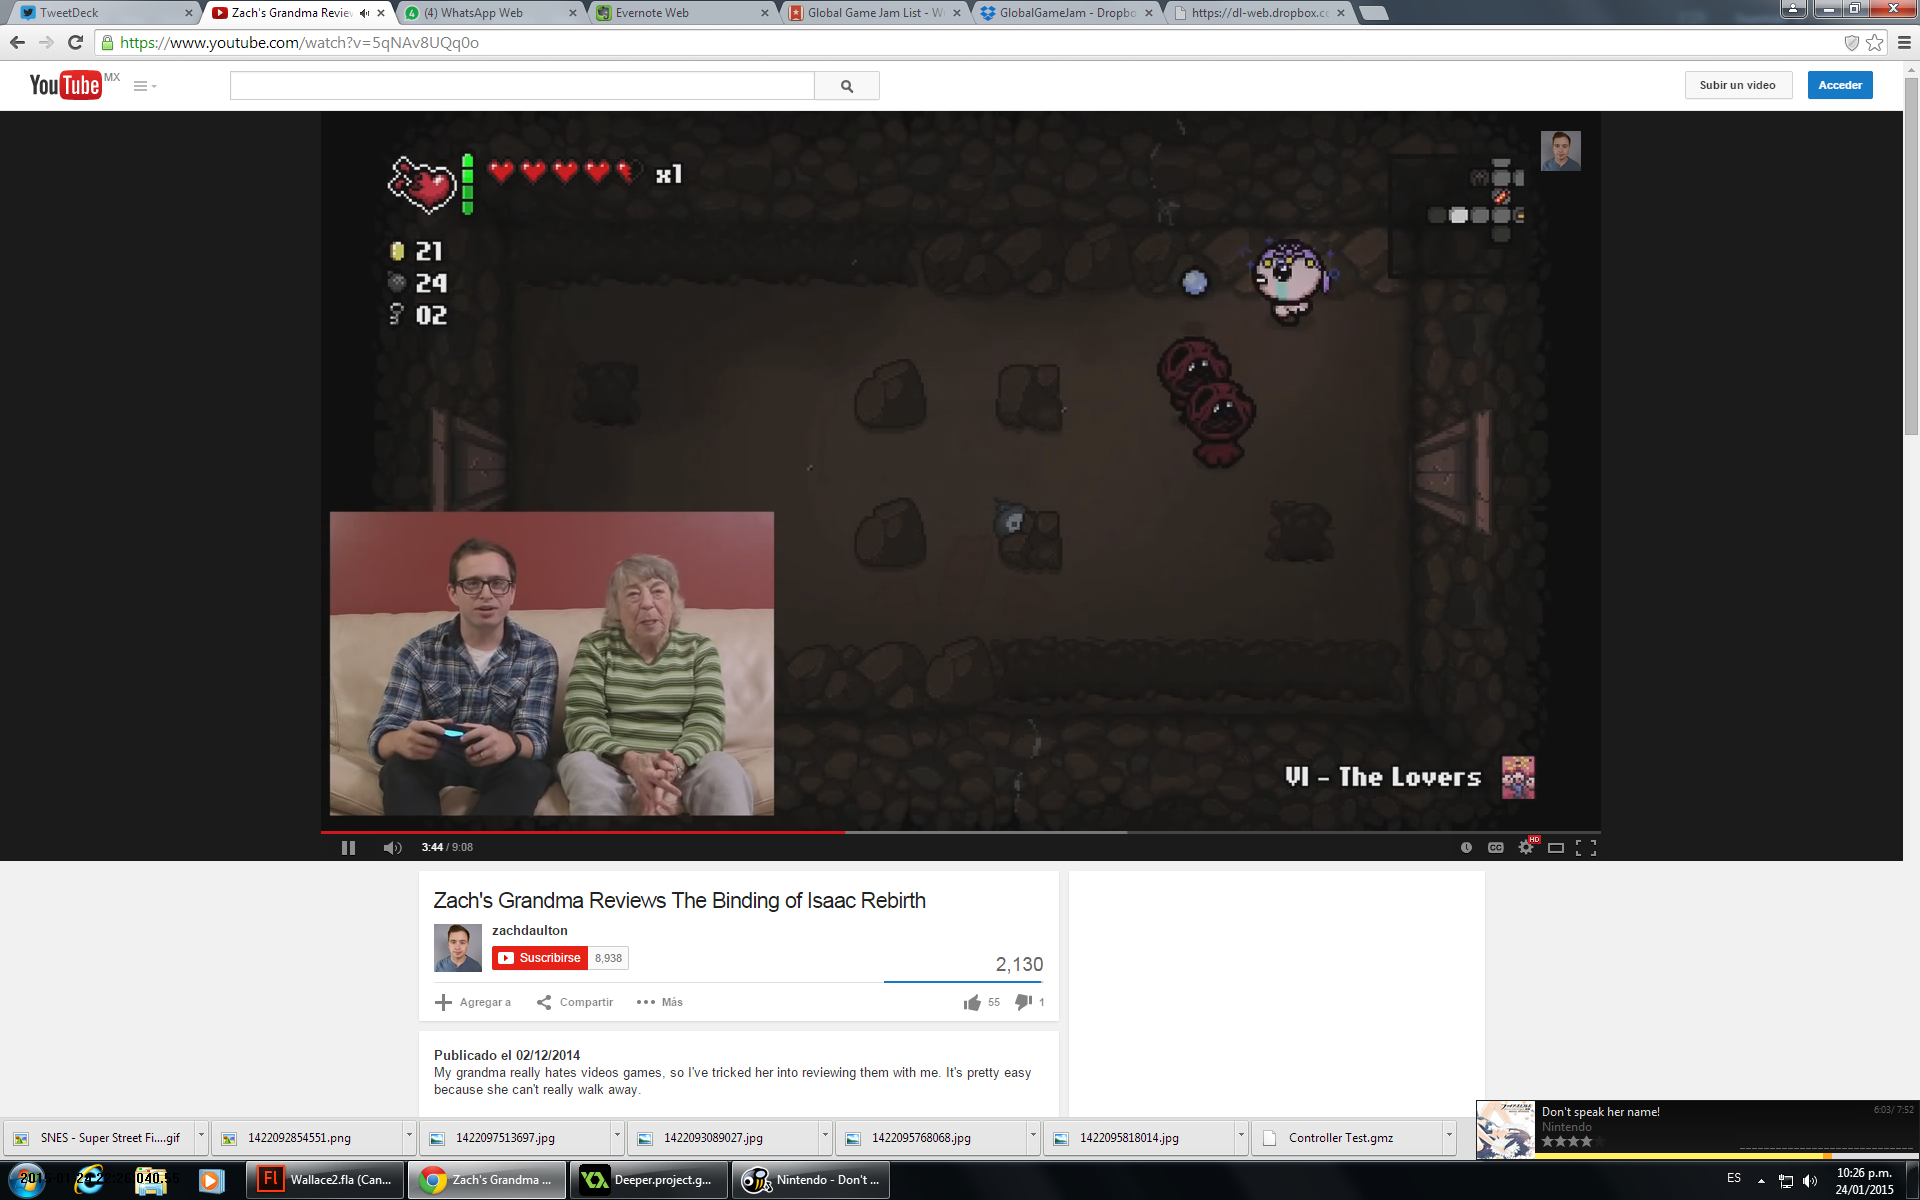 TweetDeck
Zach's Grandma Revie
(4) WhatsApp Web
Evernote Web
Global Game Jam List - W
GlobalGameJam - Dropbo
https://dl-web.dropbox.c
https://www.youtube.com/watch?v=5qNAv8UQq0o
YouTube MX
Subir un video
Acceder
x1
21
24
02
VI - The Lovers
3:44 / 9:08
CC
HD
Zach's Grandma Reviews The Binding of Isaac Rebirth
zachdaulton
Suscribirse 8,938
2,130
Agregar a
Compartir
Más
55
1
Publicado el 02/12/2014
My grandma really hates videos games, so I've tricked her into reviewing them with me. It's pretty easy
because she can't really walk away.
Don't speak her name!
6:03/ 7:52
Nintendo
SNES - Super Street Fi....gif
1422092854551.png
1422097513697.jpg
1422093089027.jpg
1422095768068.jpg
1422095818014.jpg
Controller Test.gmz
Fl
Wallace2.fla (Can...
Zach's Grandma ...
Deeper.project.g...
Nintendo - Don't ...
ES
10:26 p.m.
24/01/2015